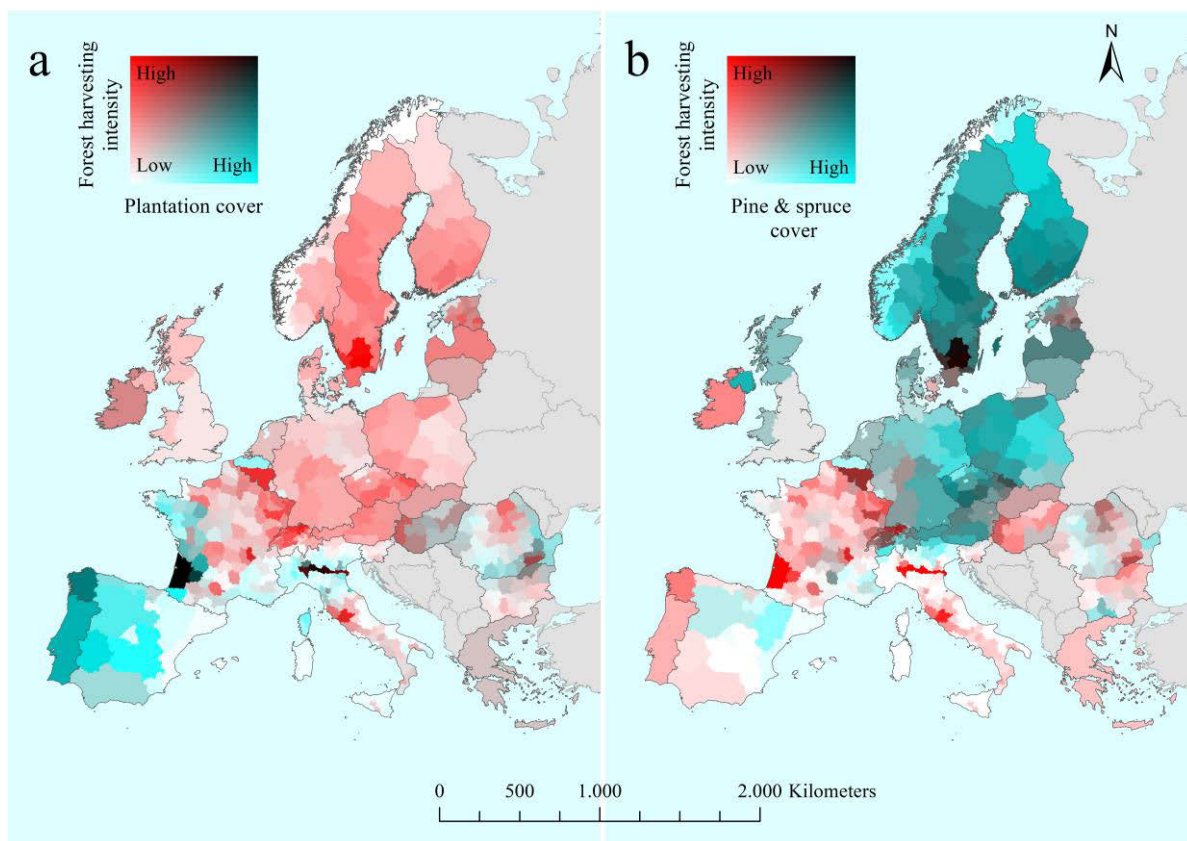 a
Forest harvesting
intensity
High
Low
High
Plantation cover
b
Forest harvesting
intensity
High
Low
High
Pine & spruce
cover
N
0
500
1.000
2.000 Kilometers